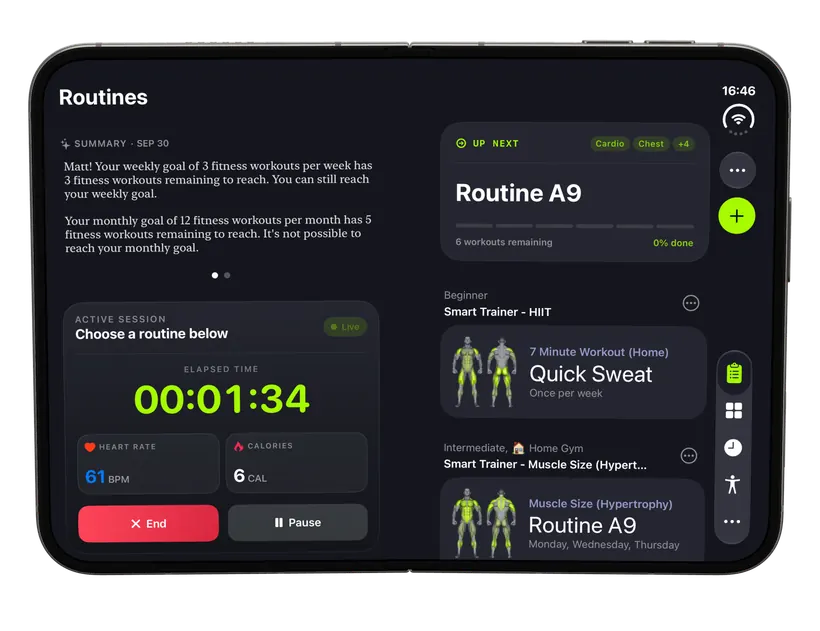 Routines
SUMMARY · SEP 30
Matt! Your weekly goal of 3 fitness workouts per week has
3 fitness workouts remaining to reach. You can still reach
your weekly goal.
Your monthly goal of 12 fitness workouts per month has 5
fitness workouts remaining to reach. It's not possible to
reach your monthly goal.
ACTIVE SESSION
Choose a routine below
Live
ELAPSED TIME
00:01:34
HEART RATE
61 BPM
CALORIES
6 CAL
End
Pause
UP NEXT
Cardio
Chest
+4
Routine A9
6 workouts remaining
0% done
Beginner
Smart Trainer - HIIT
7 Minute Workout (Home)
Quick Sweat
Once per week
Intermediate, 🏠 Home Gym
Smart Trainer - Muscle Size (Hypert...
Muscle Size (Hypertrophy)
Routine A9
Monday, Wednesday, Thursday
16:46